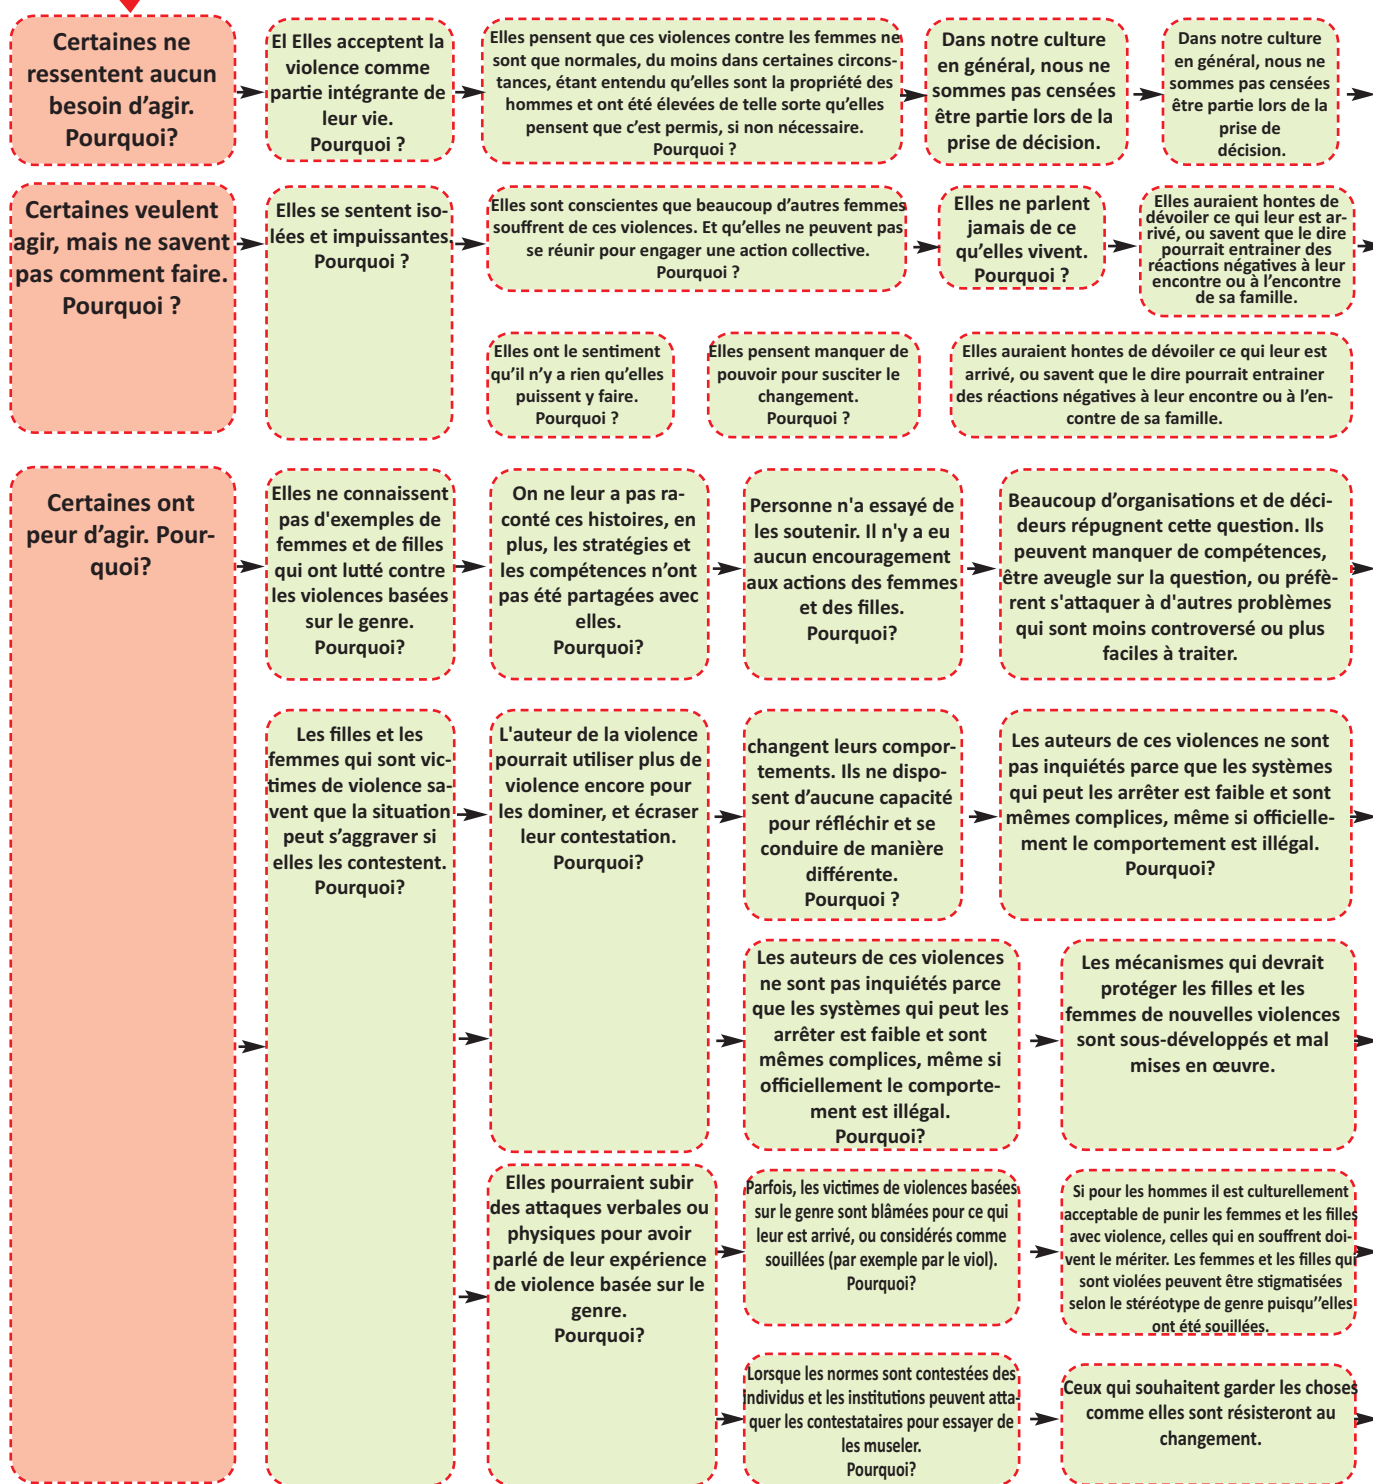 Certaines ne
ressentent aucun
besoin d’agir.
Pourquoi?
El Elles acceptent la
violence comme
partie intégrante de
leur vie.
Pourquoi ?
Elles pensent que ces violences contre les femmes ne
sont que normales, du moins dans certaines circons-
tances, étant entendu qu’elles sont la propriété des
hommes et ont été élevées de telle sorte qu’elles
pensent que c’est permis, si non nécessaire.
Pourquoi ?
Dans notre culture
en général, nous ne
sommes pas censées
être partie lors de la
prise de décision.
Dans notre culture
en général, nous ne
sommes pas censées
être partie lors de la
prise de
décision.
Certaines veulent
agir, mais ne savent
pas comment faire.
Pourquoi ?
Elles se sentent iso-
lées et impuissantes.
Pourquoi ?
Elles sont conscientes que beaucoup d’autres femmes
souffrent de ces violences. Et qu’elles ne peuvent pas
se réunir pour engager une action collective.
Pourquoi ?
Elles ne parlent
jamais de ce
qu’elles vivent.
Pourquoi ?
Elles auraient hontes de
dévoiler ce qui leur est ar-
rivé, ou savent que le dire
pourrait entrainer des
réactions négatives à leur
encontre ou à l’encontre
de sa famille.
Elles ont le sentiment
qu’il n’y a rien qu’elles
puissent y faire.
Pourquoi ?
Elles pensent manquer de
pouvoir pour susciter le
changement.
Pourquoi ?
Elles auraient hontes de dévoiler ce qui leur est
arrivé, ou savent que le dire pourrait entrainer
des réactions négatives à leur encontre ou à l’en-
contre de sa famille.
Certaines ont
peur d’agir. Pour-
quoi?
Elles ne connaissent
pas d'exemples de
femmes et de filles
qui ont lutté contre
les violences basées
sur le genre.
Pourquoi?
On ne leur a pas ra-
conté ces histoires, en
plus, les stratégies et
les compétences n’ont
pas été partagées avec
elles.
Pourquoi?
Personne n'a essayé de
les soutenir. Il n'y a eu
aucun encouragement
aux actions des femmes
et des filles.
Pourquoi?
Beaucoup d’organisations et de déci-
deurs répugnent cette question. Ils
peuvent manquer de compétences,
être aveugle sur la question, ou préfè-
rent s'attaquer à d'autres problèmes
qui sont moins controversé ou plus
faciles à traiter.
Les filles et les
femmes qui sont vic-
times de violence sa-
vent que la situation
peut s’aggraver si
elles les contestent.
Pourquoi?
L'auteur de la violence
pourrait utiliser plus de
violence encore pour
les dominer, et écraser
leur contestation.
Pourquoi?
changent leurs compor-
tements. Ils ne dispo-
sent d’aucune capacité
pour réfléchir et se
conduire de manière
différente.
Pourquoi ?
Les auteurs de ces violences ne sont
pas inquiétés parce que les systèmes
qui peut les arrêter est faible et sont
mêmes complices, même si officielle-
ment le comportement est illégal.
Pourquoi?
Les auteurs de ces violences
ne sont pas inquiétés parce
que les systèmes qui peut les
arrêter est faible et sont
mêmes complices, même si
officiellement le comporte-
ment est illégal.
Pourquoi?
Les mécanismes qui devrait
protéger les filles et les
femmes de nouvelles violences
sont sous-développés et mal
mises en œuvre.
Elles pourraient subir
des attaques verbales ou
physiques pour avoir
parlé de leur expérience
de violence basée sur le
genre.
Pourquoi?
Parfois, les victimes de violences basées
sur le genre sont blâmées pour ce qui
leur est arrivé, ou considérés comme
souillées (par exemple par le viol).
Pourquoi?
Si pour les hommes il est culturellement
acceptable de punir les femmes et les filles
avec violence, celles qui en souffrent doi-
vent le mériter. Les femmes et les filles qui
sont violées peuvent être stigmatisées
selon le stéréotype de genre puisqu’'elles
ont été souillées.
Lorsque les normes sont contestées des
individus et les institutions peuvent atta-
quer les contestataires pour essayer de
les museler.
Pourquoi?
Ceux qui souhaitent garder les choses
comme elles sont résisteront au
changement.